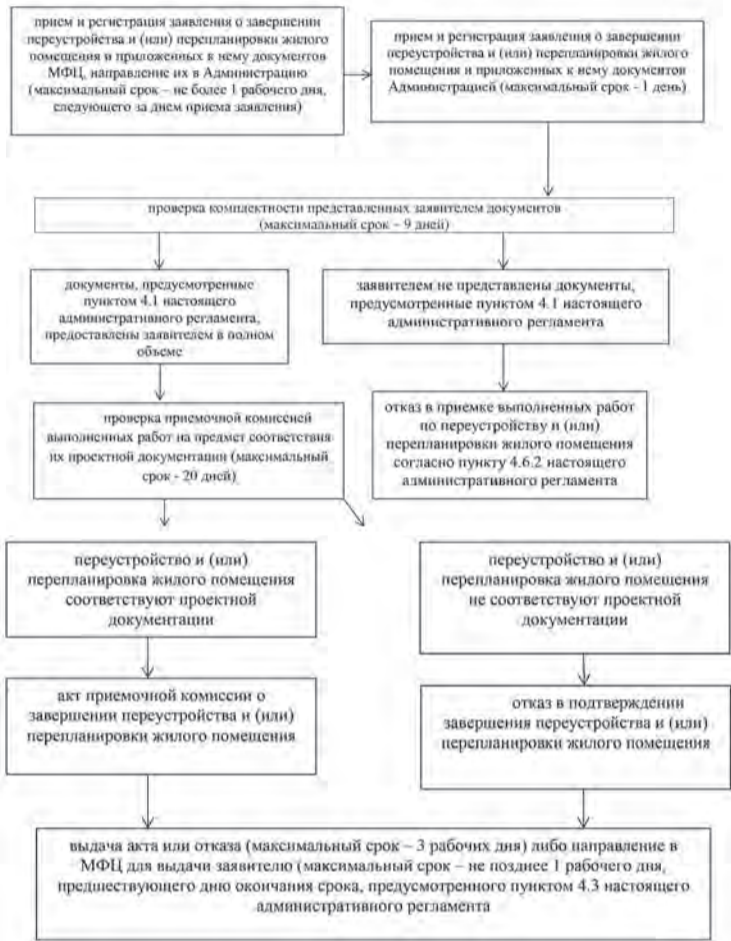 прием и регистрация заявления о завершении
переустройства и (или) перепланировки жилого
помещения и приложенных к нему документов
МФЦ, направление их в Администрацию
(максимальный срок – не более 1 рабочего дня,
следующего за днем приема заявления)
прием и регистрация заявления о завершении
переустройства и (или) перепланировки жилого
помещения и приложенных к нему документов
Администрацией (максимальный срок - 1 день)
проверка комплектности представленных заявителем документов
(максимальный срок – 9 дней)
документы, предусмотренные
пунктом 4.1 настоящего
административного регламента,
предоставлены заявителем в полном
объеме
заявителем не представлены документы,
предусмотренные пунктом 4.1 настоящего
административного регламента
проверка приемочной комиссией
выполненных работ на предмет соответствия
их проектной документации (максимальный
срок - 20 дней)
отказ в приемке выполненных работ
по переустройству и (или)
перепланировки жилого помещения
согласно пункту 4.6.2 настоящего
административного регламента
переустройство и (или)
перепланировка жилого помещения
соответствуют проектной
документации
переустройство и (или)
перепланировка жилого помещения
не соответствуют проектной
документации
акт приемочной комиссии о
завершении переустройства и (или)
перепланировки жилого помещения
отказ в подтверждении
завершения переустройства и (или)
перепланировки жилого помещения
выдача акта или отказа (максимальный срок – 3 рабочих дня) либо направление в
МФЦ для выдачи заявителю (максимальный срок – не позднее 1 рабочего дня,
предшествующего дню окончания срока, предусмотренного пунктом 4.3 настоящего
административного регламента